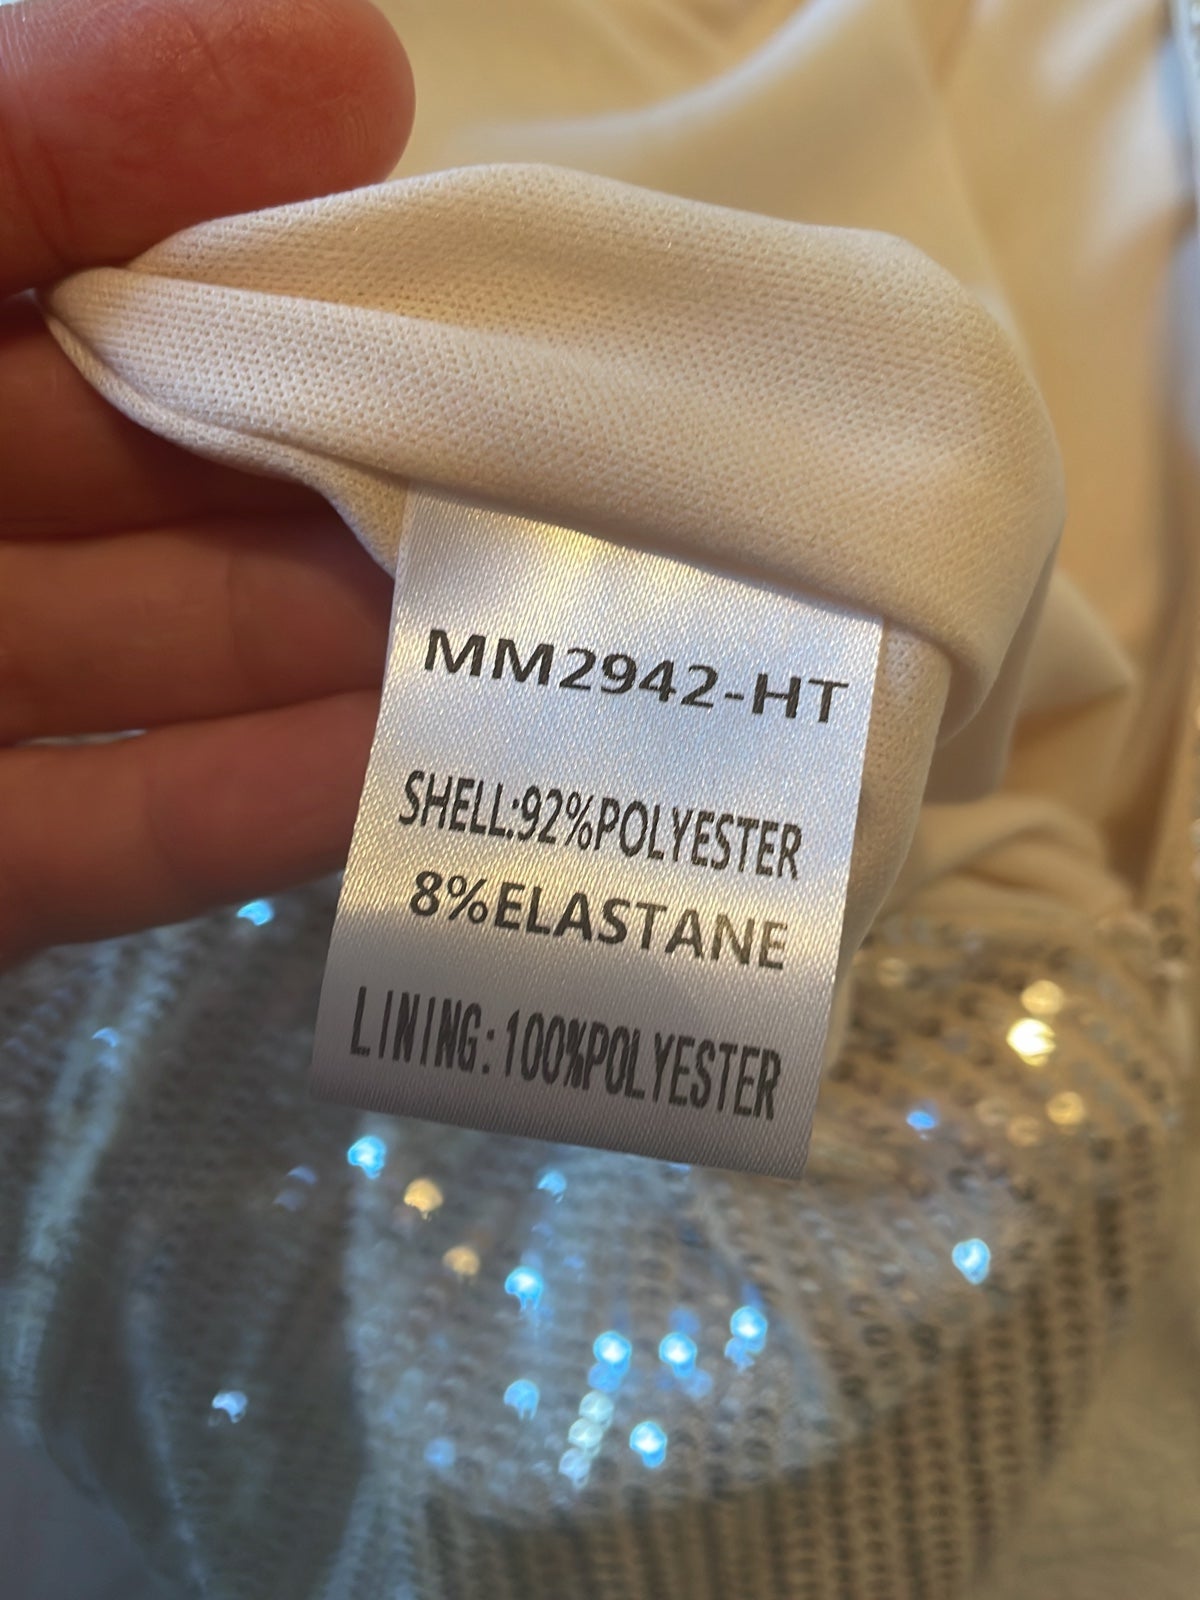 MM2942-HT
SHELL:92%POLYESTER
8%ELASTANE
LINING:100%POLYESTER